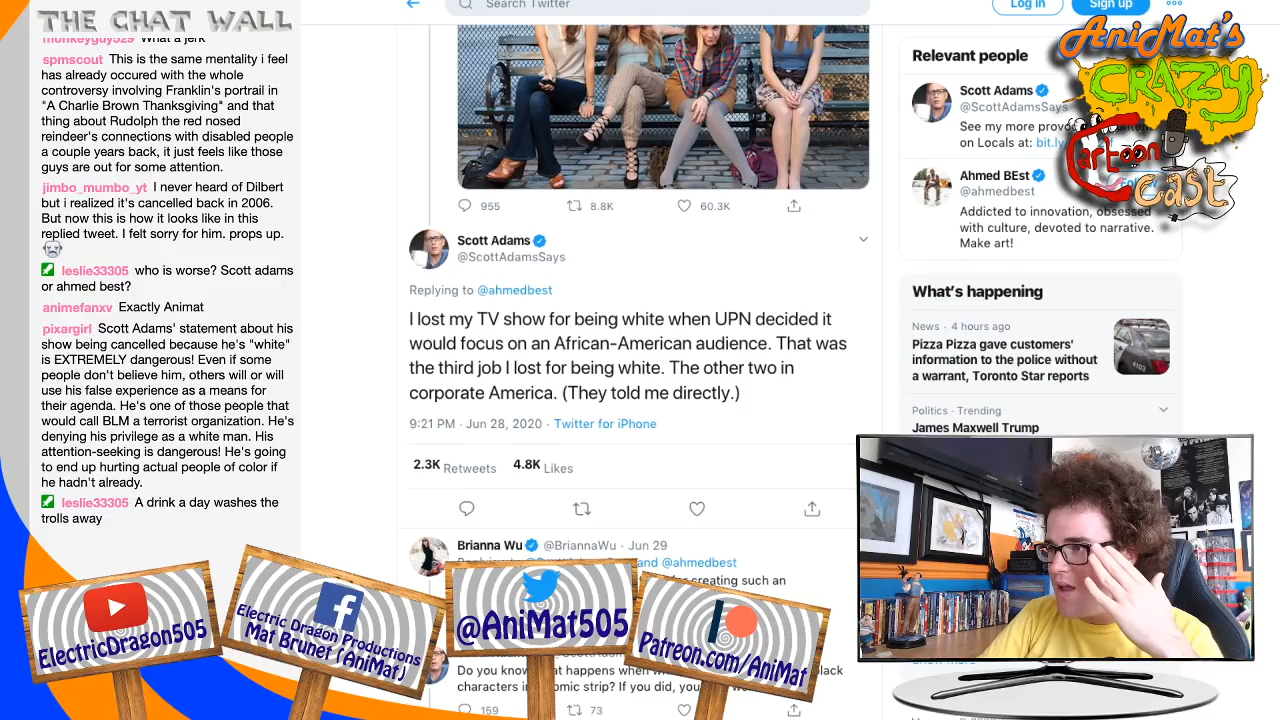 THE CHAT WALL
monkeyguy529 What a jerk
spmscout This is the same mentality i feel
has already occured with the whole
controversy involving Franklin's portrait in
"A Charlie Brown Thanksgiving" and that
thing about Rudolph the red nosed
reindeer's connections with disabled people
a couple years back, it just feels like those
guys are out for some attention.
jimbo_mumbo_yt I never heard of Dilbert
but i realized it's cancelled back in 2006.
But now this is how it looks like in this
replied tweet. I felt sorry for him. props up.
leslie33305 who is worse? Scott adams
or ahmed best?
animefanxv Exactly Animat
pixargirl Scott Adams' statement about his
show being cancelled because he's "white"
is EXTREMELY dangerous! Even if some
people don't believe him, others will or will
use his false experience as a means for
their agenda. He's one of those people that
would call BLM a terrorist organization. He's
denying his privilege as a white man. His
attention-seeking is dangerous! He's going
to end up hurting actual people of color if
he hadn't already.
leslie33305 A drink a day washes the
trolls away
Search Twitter
Log in
Sign up
955
8.8K
60.3K
Scott Adams
@ScottAdamsSays
Replying to @ahmedbest
I lost my TV show for being white when UPN decided it
would focus on an African-American audience. That was
the third job I lost for being white. The other two in
corporate America. (They told me directly.)
9:21 PM · Jun 28, 2020 · Twitter for iPhone
2.3K Retweets 4.8K Likes
Brianna Wu @BriannaWu · Jun 29
and @ahmedbest
creating such an
Do you know
happens when
black
characters in
comic strip? If you did, you
159
73
Relevant people
Scott Adams
@ScottAdamsSays
See my more
on Locals at: bit.ly
Ahmed BEst
@ahmedbest
Addicted to innovation, obsessed
with culture, devoted to narrative.
Make art!
What's happening
News · 4 hours ago
Pizza Pizza gave customers'
information to the police without
a warrant, Toronto Star reports
Politics · Trending
James Maxwell Trump
AniMat's
CRAZY
Cartoon
Cast
ElectricDragon505
Electric Dragon Productions
Mat Brunet (AniMat)
@AniMat505
Patreon.com/AniMat